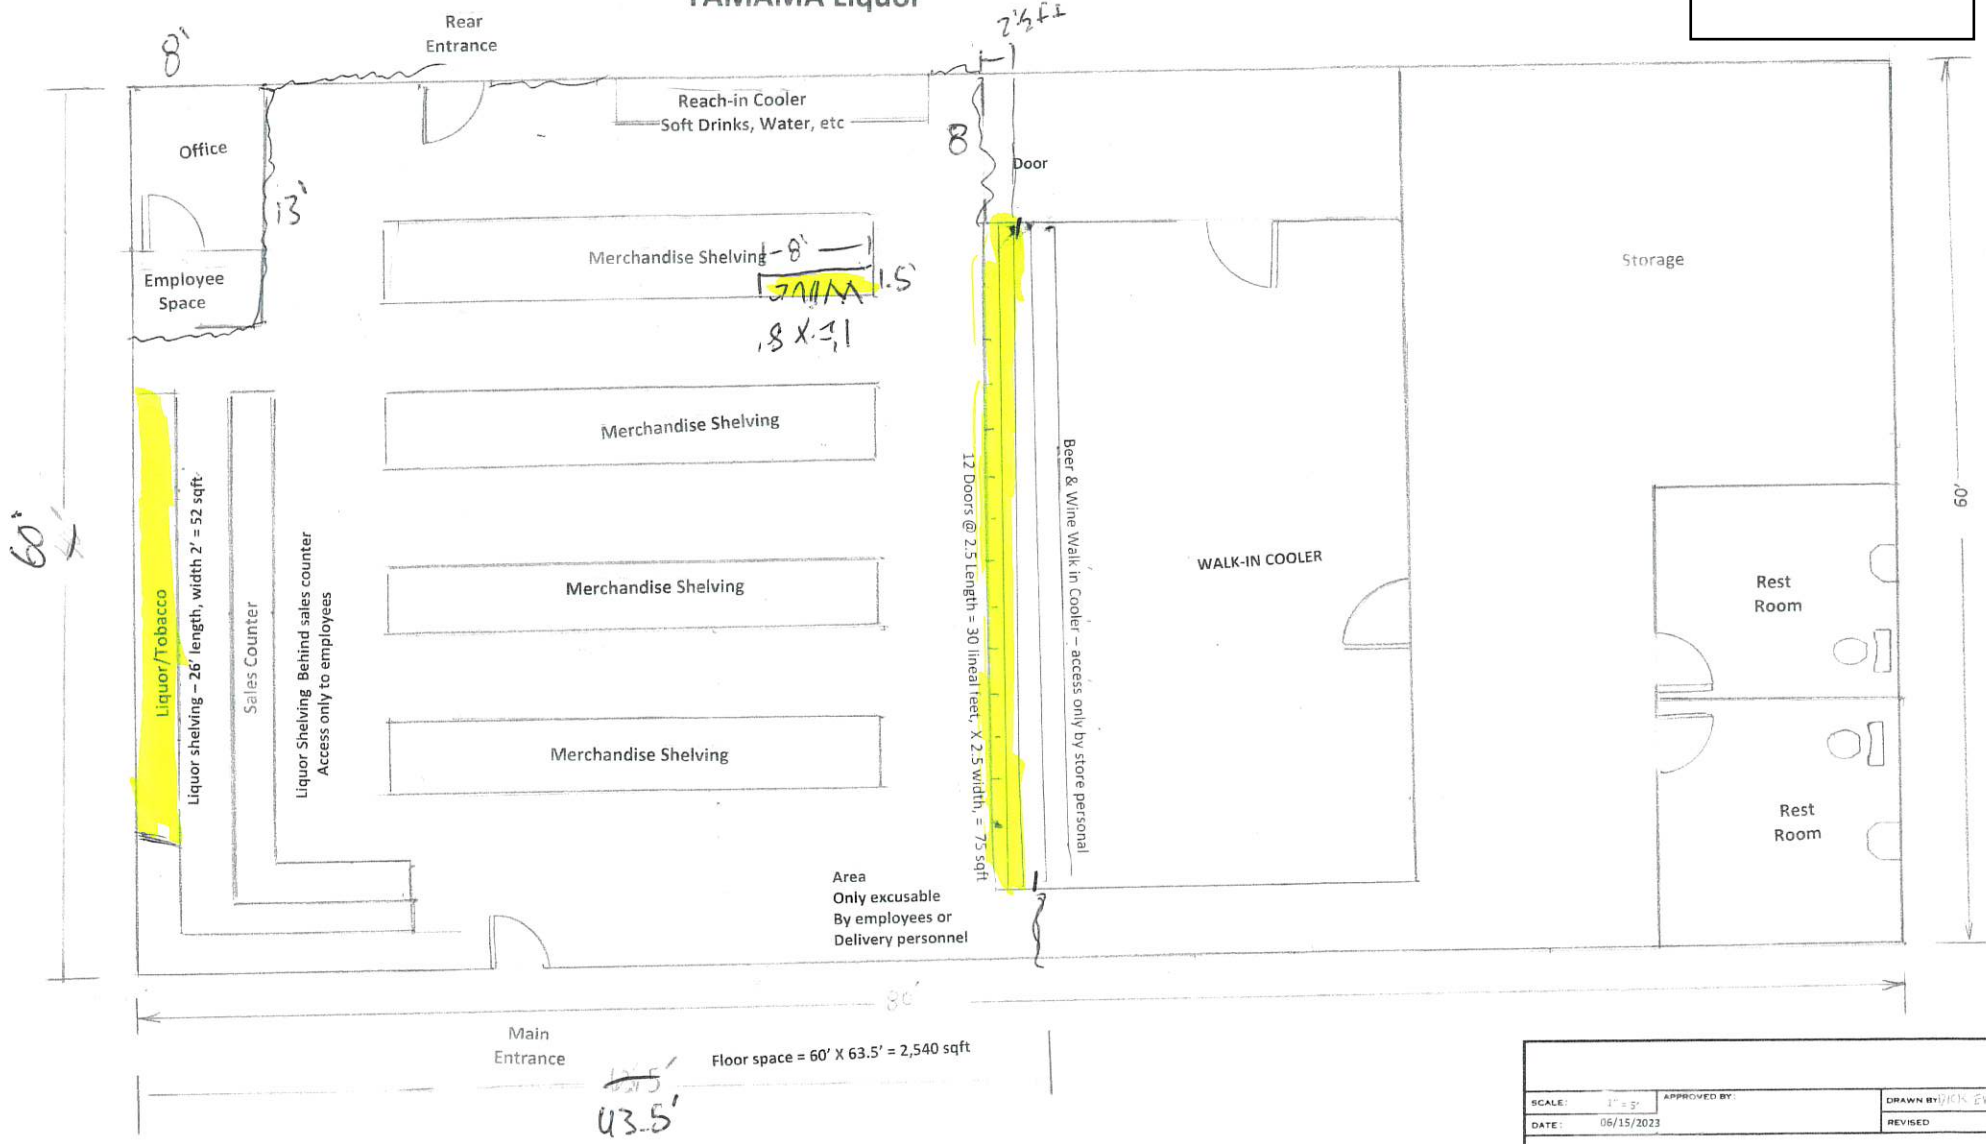 YAMAMA Liquor
2½ft
Rear
Entrance
8'
Reach-in Cooler
Soft Drinks, Water, etc
Office
8
Door
13'
Employee
Space
Merchandise Shelving
8'
1.5'
Storage
Merchandise Shelving
Merchandise Shelving
Merchandise Shelving
60'
Liquor/Tobacco
Liquor shelving – 26' length, width 2' = 52 sqft
Sales Counter
Liquor Shelving Behind sales counter
Access only to employees
12 Doors @ 2.5 Length = 30 lineal feet, X 2.5 width, = 75 sqft
Beer & Wine Walk in Cooler – access only by store personal
WALK-IN COOLER
Rest
Room
Rest
Room
60'
Area
Only excusable
By employees or
Delivery personnel
80'
Main
Entrance
Floor space = 60' X 63.5' = 2,540 sqft
43.5'
SCALE: 1" = 5'
APPROVED BY:
DRAWN BY
DATE: 06/15/2023
REVISED